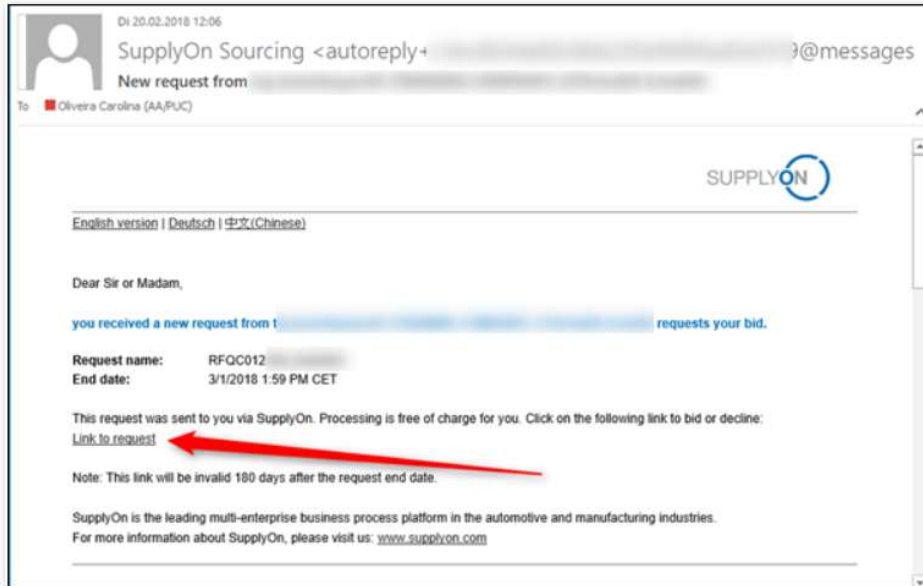 Di 20.02.2018 12:06
SupplyOn Sourcing <autoreply+ 9@messages
New request from
To Oliveira Carolina (AA/PUC)
SUPPLYON
English version | Deutsch | 中文(Chinese)
Dear Sir or Madam,
you received a new request from requests your bid.
Request name: RFQC012
End date: 3/1/2018 1:59 PM CET
This request was sent to you via SupplyOn. Processing is free of charge for you. Click on the following link to bid or decline:
Link to request
Note: This link will be invalid 180 days after the request end date.
SupplyOn is the leading multi-enterprise business process platform in the automotive and manufacturing industries.
For more information about SupplyOn, please visit us: www.supplyon.com